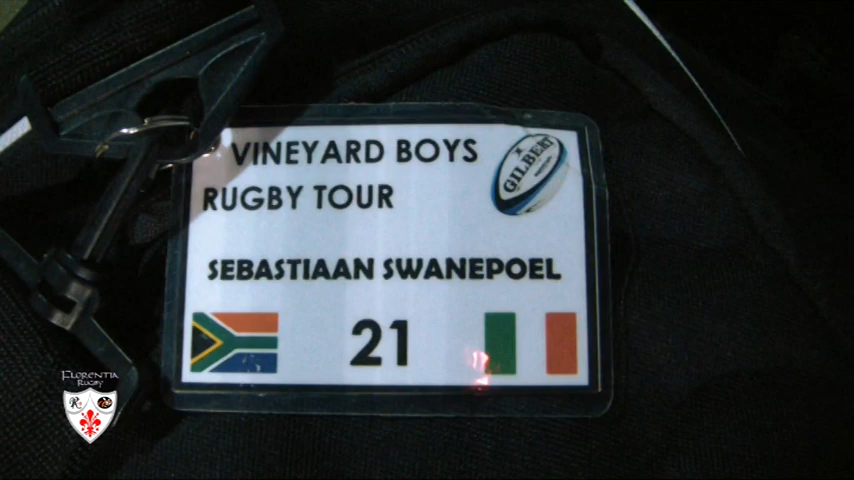 VINEYARD BOYS
RUGBY TOUR
GILBERT
SEBASTIAAN SWANEPOEL
21
FLORENTIA
RUGBY